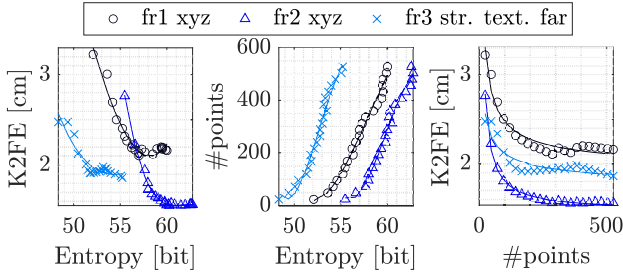 fr1 xyz fr2 xyz fr3 str. text. far
K2FE [cm]
3
2
50 55 60
Entropy [bit]
#points
600
400
200
0
50 55 60
Entropy [bit]
K2FE [cm]
3
2
0 500
#points